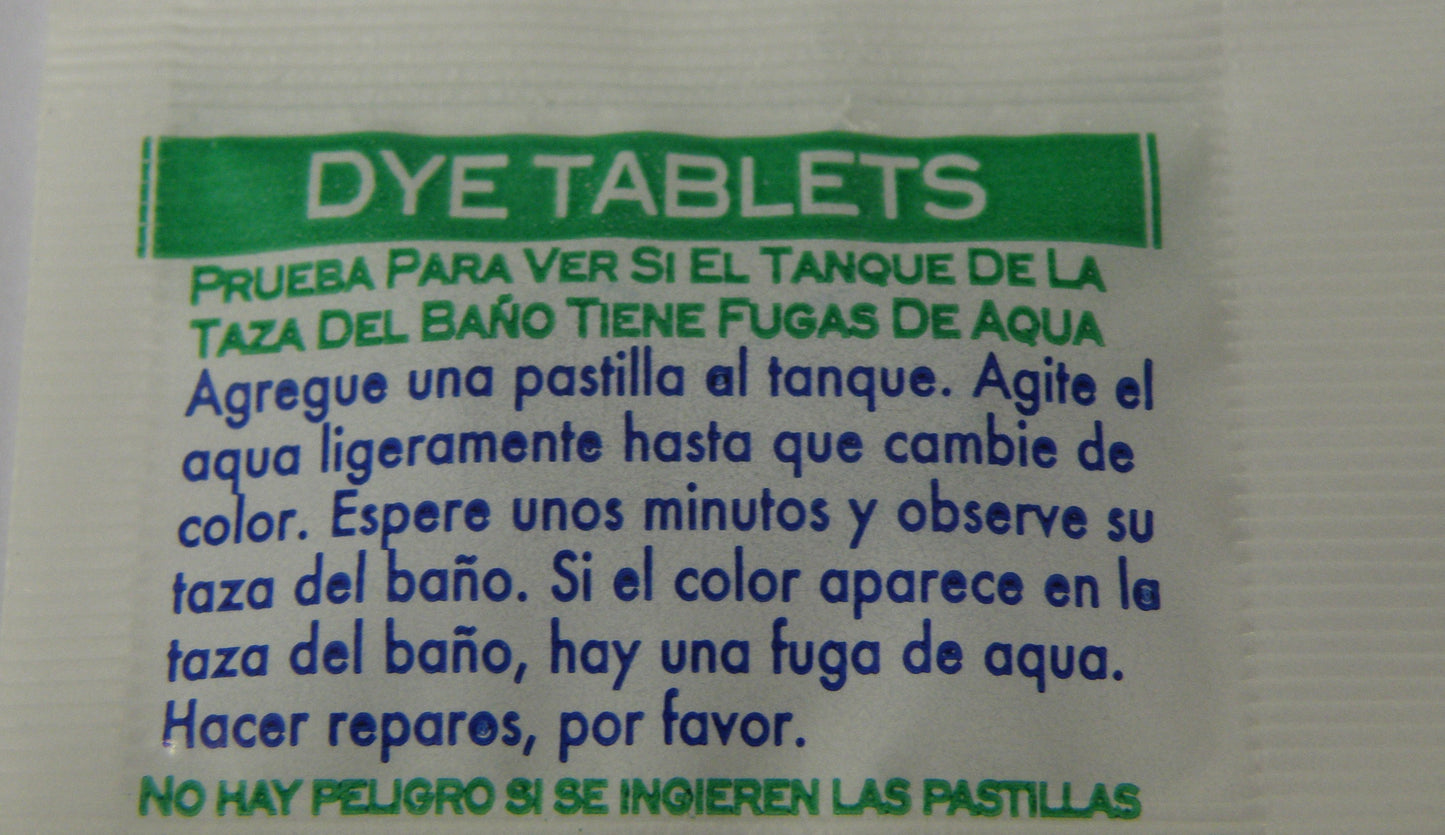 DYE TABLETS
PRUEBA PARA VER SI EL TANQUE DE LA
TAZA DEL BAÑO TIENE FUGAS DE AQUA
Agregue una pastilla al tanque. Agite el
aqua ligeramente hasta que cambie de
color. Espere unos minutos y observe su
taza del baño. Si el color aparece en la
taza del baño, hay una fuga de aqua.
Hacer reparos, por favor.
NO HAY PELIGRO SI SE INGIEREN LAS PASTILLAS